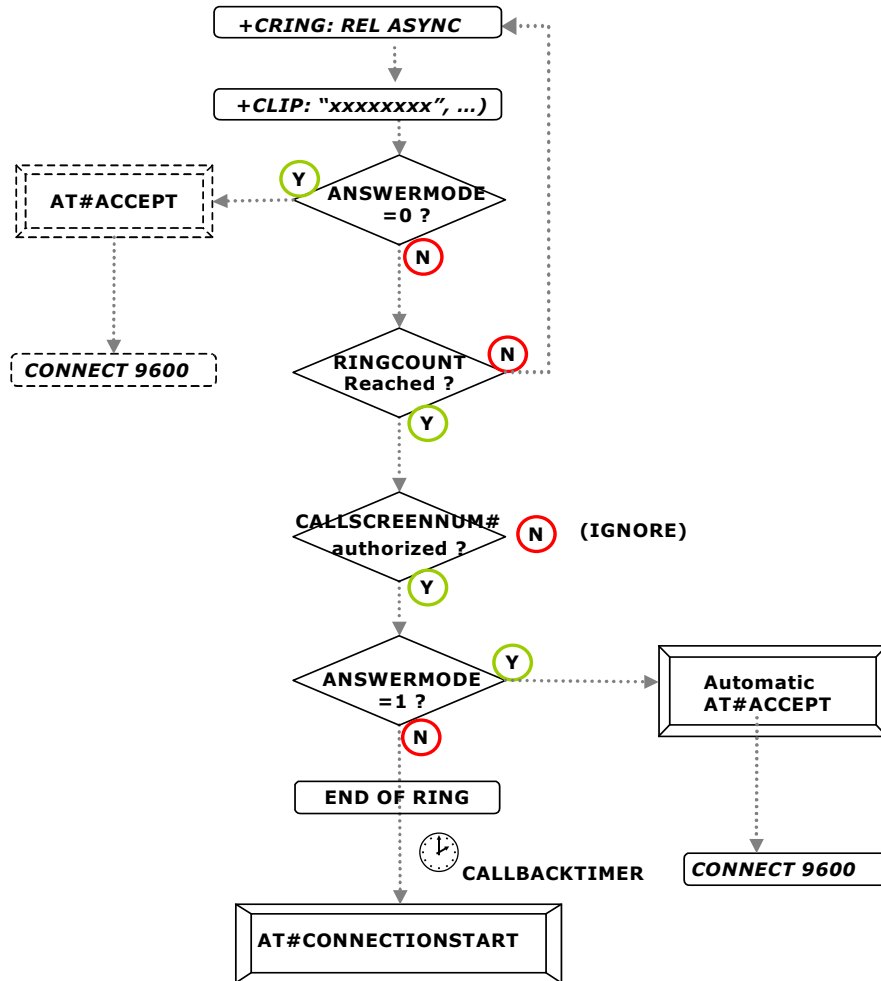 +CRING: REL ASYNC
+CLIP: “xxxxxxxx”, …)
Y
ANSWERMODE
=0 ?
AT#ACCEPT
N
CONNECT 9600
RINGCOUNT
Reached ?
N
Y
CALLSCREENNUM#
authorized ?
N
(IGNORE)
Y
ANSWERMODE
=1 ?
Y
Automatic
AT#ACCEPT
N
END OF RING
CALLBACKTIMER
CONNECT 9600
AT#CONNECTIONSTART